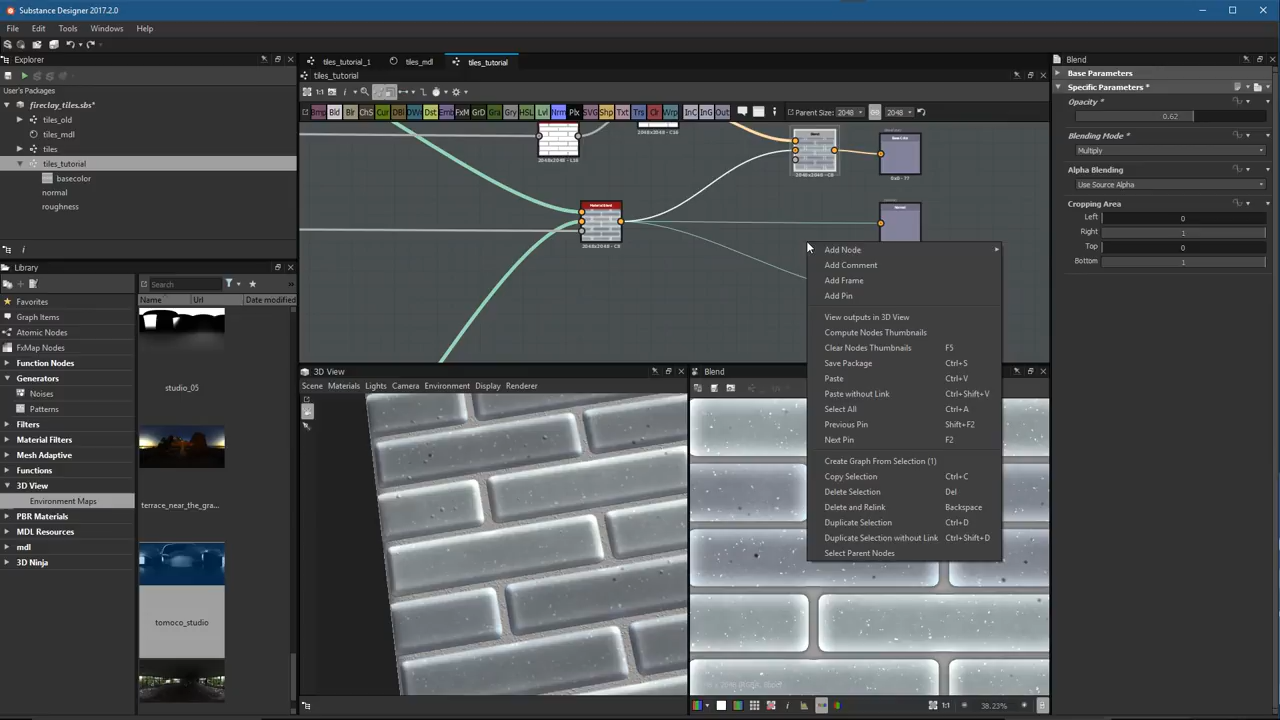 Substance Designer 2017.2.0
File Edit Tools Windows Help
Explorer
User's Packages
fireclay_tiles.sbs*
tiles_old
tiles_mdl
tiles
tiles_tutorial
basecolor
normal
roughness
Library
Search
Name Url Date modified
Favorites
Graph Items
Atomic Nodes
FxMap Nodes
Function Nodes
Generators
Noises
Patterns
Filters
Material Filters
Mesh Adaptive
Functions
3D View
Environment Maps
PBR Materials
MDL Resources
mdl
3D Ninja
studio_05
terrace_near_the_gra...
tomoco_studio
tiles_tutorial_1 tiles_mdl tiles_tutorial
tiles_tutorial
Parent Size: 2048 2048
Add Node
Add Comment
Add Frame
Add Pin
View outputs in 3D View
Compute Nodes Thumbnails
Clear Nodes Thumbnails F5
Save Package Ctrl+S
Paste Ctrl+V
Paste without Link Ctrl+Shift+V
Select All Ctrl+A
Previous Pin Shift+F2
Next Pin F2
Create Graph From Selection (1)
Copy Selection Ctrl+C
Delete Selection Del
Delete and Relink Backspace
Duplicate Selection Ctrl+D
Duplicate Selection without Link Ctrl+Shift+D
Select Parent Nodes
3D View
Scene Materials Lights Camera Environment Display Renderer
Blend
1:1
38.23%
Blend
Base Parameters
Specific Parameters *
Opacity *
0.62
Blending Mode *
Multiply
Alpha Blending
Use Source Alpha
Cropping Area
Left 0
Right 1
Top 0
Bottom 1